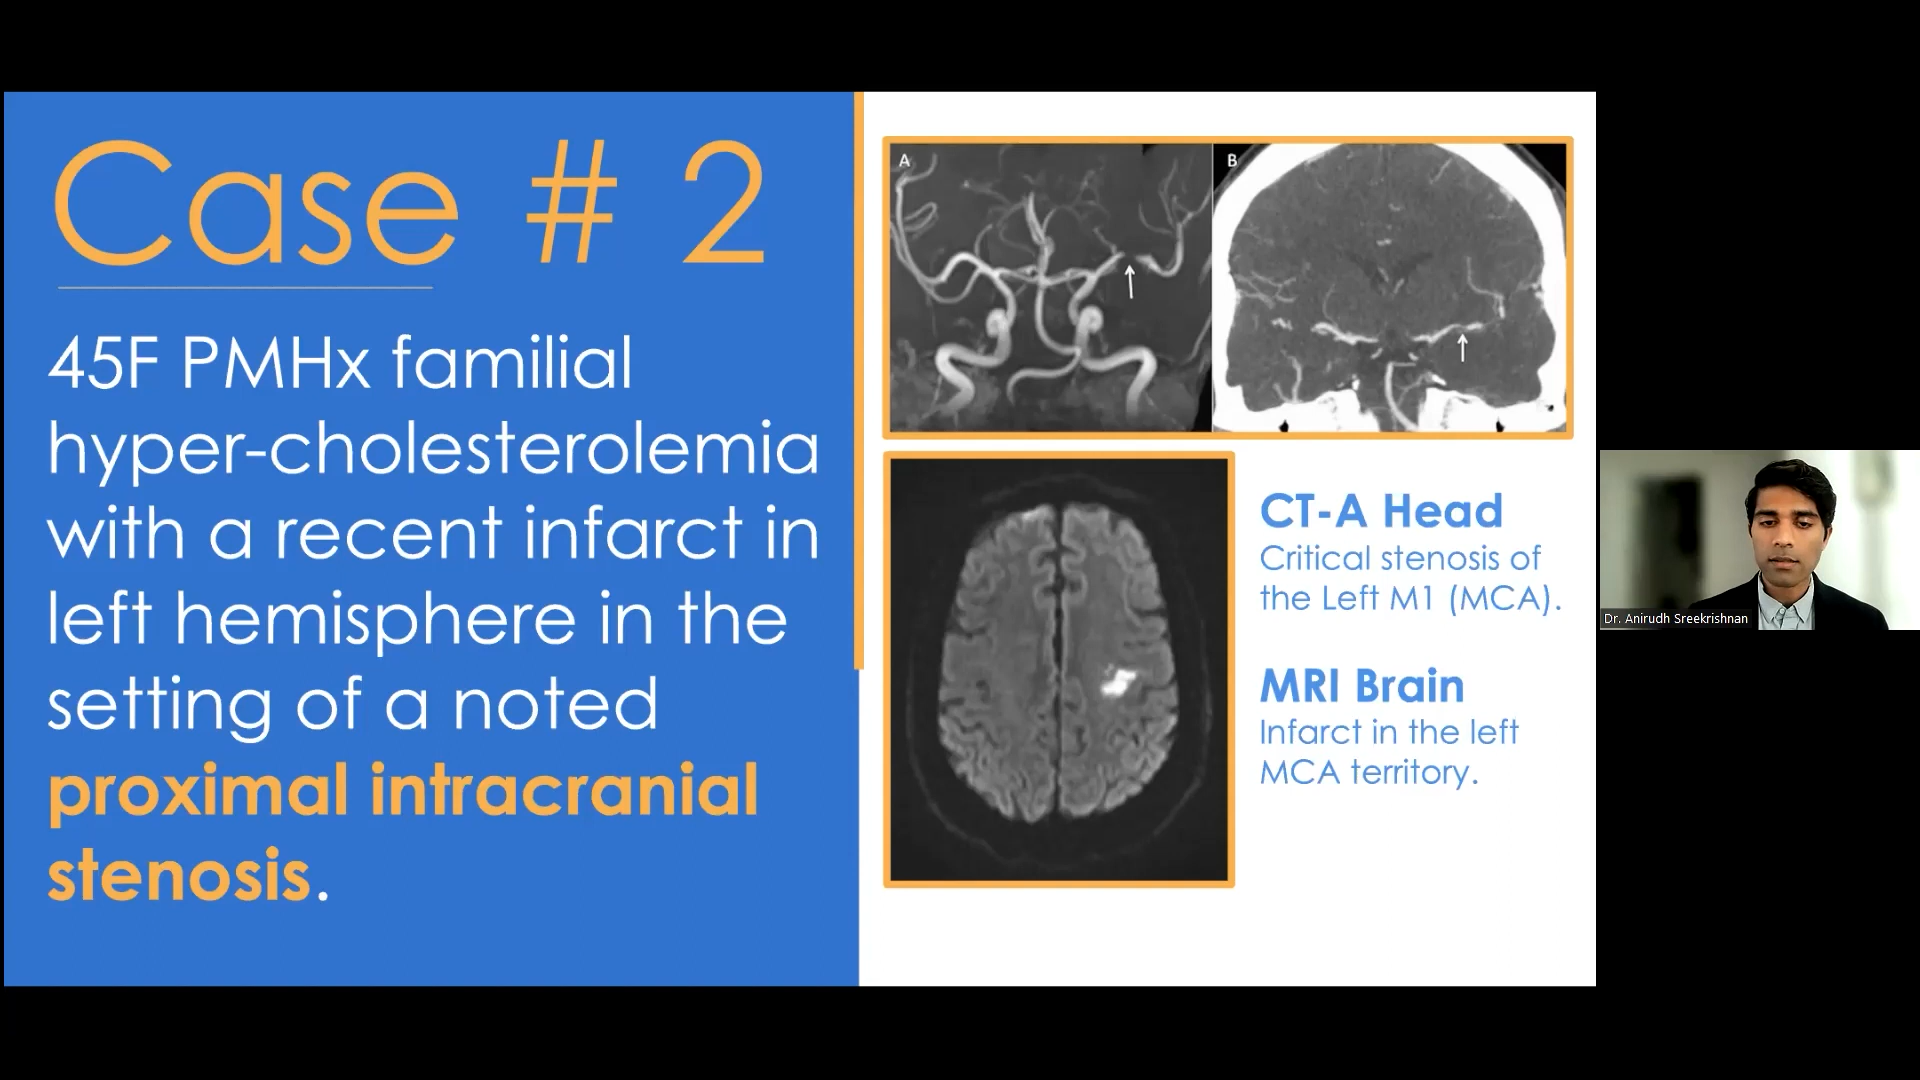 Case # 2
45F PMHx familial
hyper-cholesterolemia
with a recent infarct in
left hemisphere in the
setting of a noted
proximal intracranial
stenosis.
A
B
CT-A Head
Critical stenosis of
the Left M1 (MCA).
MRI Brain
Infarct in the left
MCA territory.
Dr. Anirudh Sreekrishnan